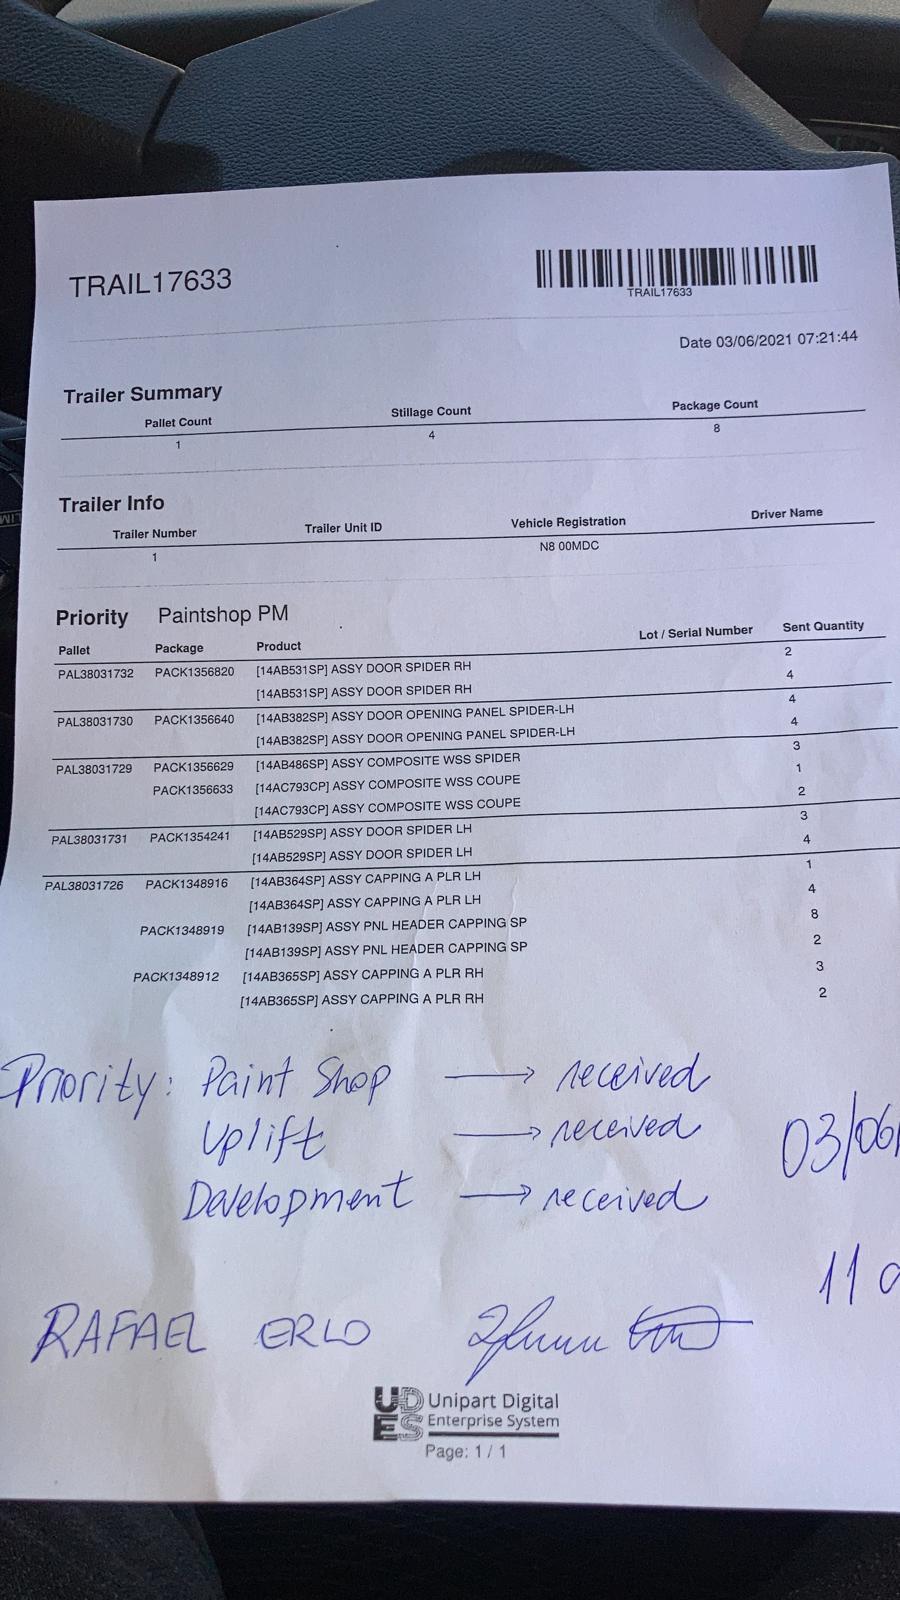 TRAIL17633
TRAIL17633
Date 03/06/2021 07:21:44
Trailer Summary
Pallet Count Stillage Count Package Count
1 4 8
Trailer Info
Trailer Number Trailer Unit ID Vehicle Registration Driver Name
1 N8 00MDC
Priority Paintshop PM
Pallet Package Product Lot / Serial Number Sent Quantity
PAL38031732 PACK1356820 [14AB531SP] ASSY DOOR SPIDER RH 2
[14AB531SP] ASSY DOOR SPIDER RH 4
PAL38031730 PACK1356640 [14AB382SP] ASSY DOOR OPENING PANEL SPIDER-LH 4
[14AB382SP] ASSY DOOR OPENING PANEL SPIDER-LH 4
PAL38031729 PACK1356629 [14AB486SP] ASSY COMPOSITE WSS SPIDER 3
PACK1356633 [14AC793CP] ASSY COMPOSITE WSS COUPE 1
[14AC793CP] ASSY COMPOSITE WSS COUPE 2
PAL38031731 PACK1354241 [14AB529SP] ASSY DOOR SPIDER LH 3
[14AB529SP] ASSY DOOR SPIDER LH 4
PAL38031726 PACK1348916 [14AB364SP] ASSY CAPPING A PLR LH 1
[14AB364SP] ASSY CAPPING A PLR LH 4
PACK1348919 [14AB139SP] ASSY PNL HEADER CAPPING SP 8
[14AB139SP] ASSY PNL HEADER CAPPING SP 2
PACK1348912 [14AB365SP] ASSY CAPPING A PLR RH 3
[14AB365SP] ASSY CAPPING A PLR RH 2
Priority: Paint Shop → received
Uplift → received
Development → received
03/06
11
RAFAEL ERLO
UDES Unipart Digital
Enterprise System
Page: 1 / 1